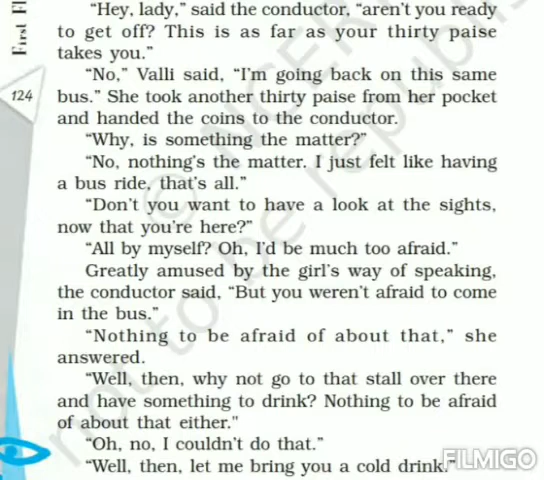 First Fl
124
“Hey, lady,” said the conductor, “aren’t you ready
to get off? This is as far as your thirty paise
takes you.”
“No,” Valli said, “I’m going back on this same
bus.” She took another thirty paise from her pocket
and handed the coins to the conductor.
“Why, is something the matter?”
“No, nothing’s the matter. I just felt like having
a bus ride, that’s all.”
“Don’t you want to have a look at the sights,
now that you’re here?”
“All by myself? Oh, I’d be much too afraid.”
Greatly amused by the girl’s way of speaking,
the conductor said, “But you weren’t afraid to come
in the bus.”
“Nothing to be afraid of about that,” she
answered.
“Well, then, why not go to that stall over there
and have something to drink? Nothing to be afraid
of about that either."
“Oh, no, I couldn’t do that.”
“Well, then, let me bring you a cold drink.”
FILMIGO
© NCERT
not to be republis